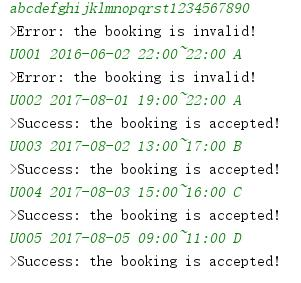 abcdefghijklmnopqrst1234567890
>Error: the booking is invalid!
U001 2016-06-02 22:00~22:00 A
>Error: the booking is invalid!
U002 2017-08-01 19:00~22:00 A
>Success: the booking is accepted!
U003 2017-08-02 13:00~17:00 B
>Success: the booking is accepted!
U004 2017-08-03 15:00~16:00 C
>Success: the booking is accepted!
U005 2017-08-05 09:00~11:00 D
>Success: the booking is accepted!